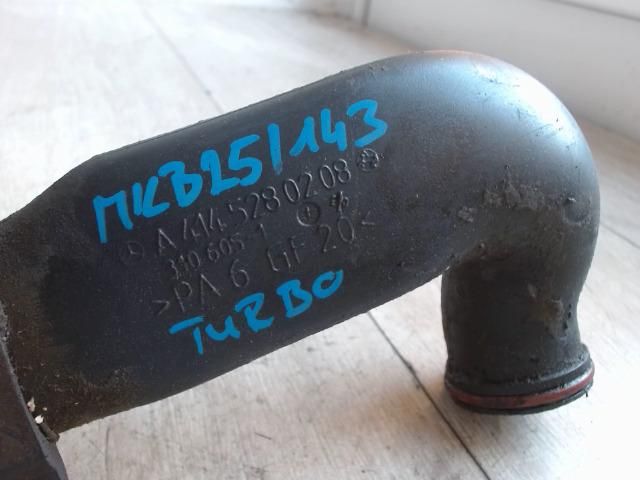 MKB25/143
A 414 528 02 08
310 605 1
>PA 6 GF 20<
TURBO